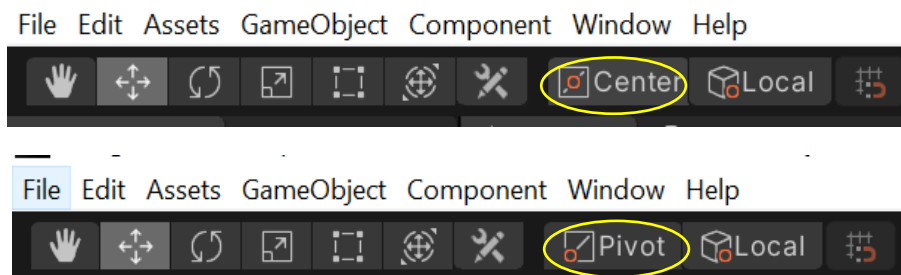 File Edit Assets GameObject Component Window Help
Center Local
File Edit Assets GameObject Component Window Help
Pivot Local